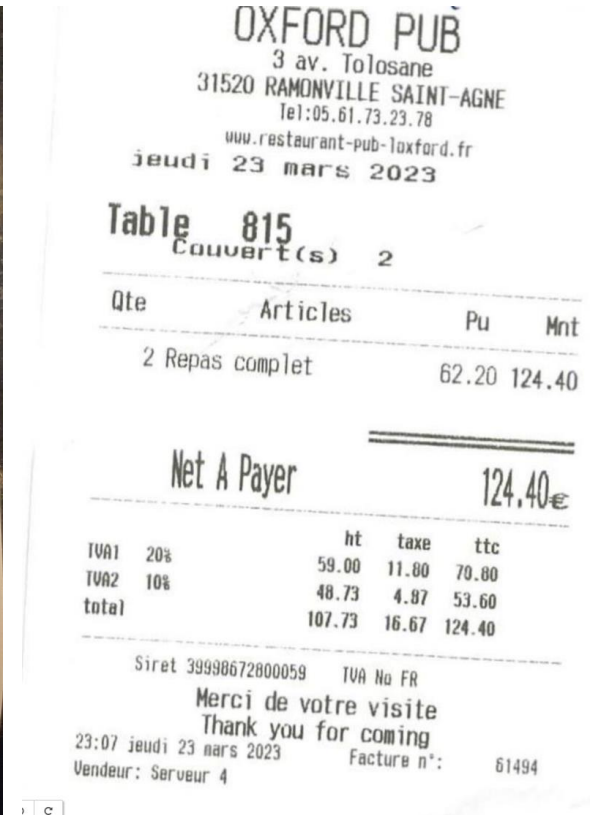 OXFORD PUB
3 av. Tolosane
31520 RAMONVILLE SAINT-AGNE
Tel:05.61.73.23.78
www.restaurant-pub-loxford.fr
jeudi 23 mars 2023
Table 815
Couvert(s) 2
Qte Articles Pu Mnt
2 Repas complet 62.20 124.40
Net A Payer 124.40€
ht taxe ttc
TVA1 20% 59.00 11.80 70.80
TVA2 10% 48.73 4.87 53.60
total 107.73 16.67 124.40
Siret 39998672800059 TVA No FR
Merci de votre visite
Thank you for coming
23:07 jeudi 23 mars 2023 Facture n°: 61494
Vendeur: Serveur 4